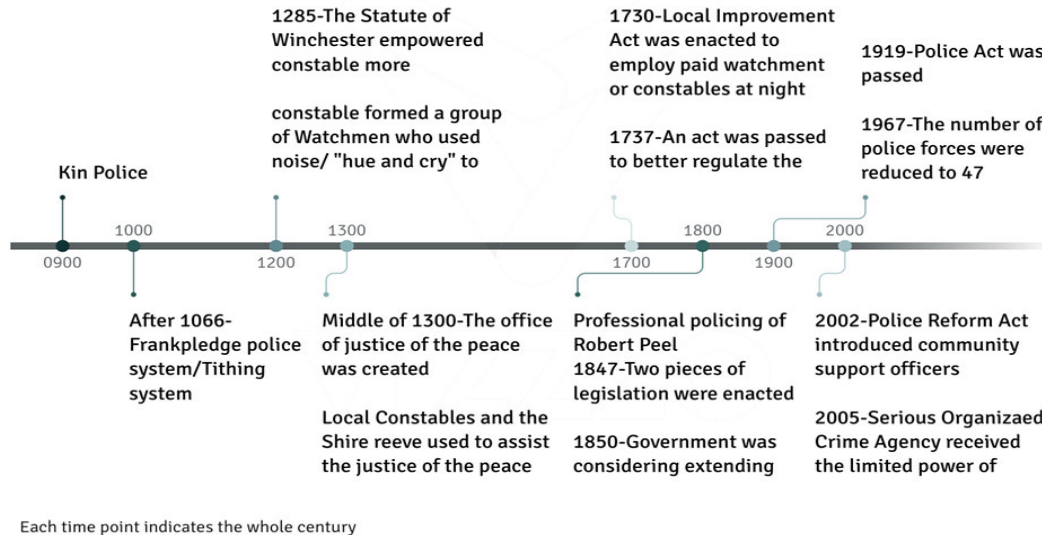 1285-The Statute of
Winchester empowered
constable more
constable formed a group
of Watchmen who used
noise/ "hue and cry" to
1730-Local Improvement
Act was enacted to
employ paid watchment
or constables at night
1737-An act was passed
to better regulate the
1919-Police Act was
passed
1967-The number of
police forces were
reduced to 47
Kin Police
1000
1300
1800
2000
0900
1200
1700
1900
After 1066-
Frankpledge police
system/Tithing
system
Middle of 1300-The office
of justice of the peace
was created
Local Constables and the
Shire reeve used to assist
the justice of the peace
Professional policing of
Robert Peel
1847-Two pieces of
legislation were enacted
1850-Government was
considering extending
2002-Police Reform Act
introduced community
support officers
2005-Serious Organizaed
Crime Agency received
the limited power of
Each time point indicates the whole century